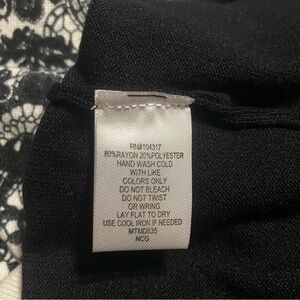 RN#104317
80%RAYON 20%POLYESTER
HAND WASH COLD
WITH LIKE
COLORS ONLY
DO NOT BLEACH
DO NOT TWIST
OR WRING
LAY FLAT TO DRY
USE COOL IRON IF NEEDED
MTMD635
NCG